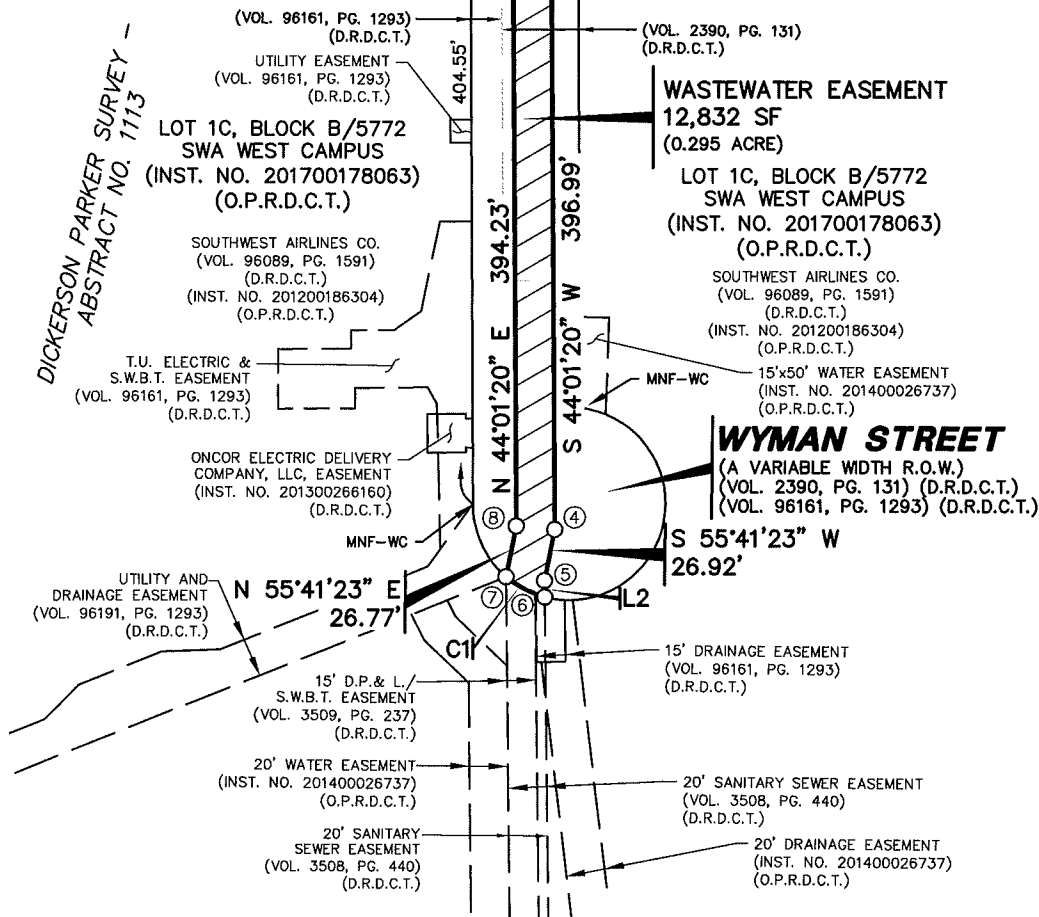 (VOL. 96161, PG. 1293)
(D.R.D.C.T.)
(VOL. 2390, PG. 131)
(D.R.D.C.T.)
UTILITY EASEMENT
(VOL. 96161, PG. 1293)
(D.R.D.C.T.)
404.55'
DICKERSON PARKER SURVEY -
ABSTRACT NO. 1113
WASTEWATER EASEMENT
12,832 SF
(0.295 ACRE)
LOT 1C, BLOCK B/5772
SWA WEST CAMPUS
(INST. NO. 201700178063)
(O.P.R.D.C.T.)
LOT 1C, BLOCK B/5772
SWA WEST CAMPUS
(INST. NO. 201700178063)
(O.P.R.D.C.T.)
SOUTHWEST AIRLINES CO.
(VOL. 96089, PG. 1591)
(D.R.D.C.T.)
(INST. NO. 201200186304)
(O.P.R.D.C.T.)
N 44°01'20" E 394.23'
S 44°01'20" W 396.99'
SOUTHWEST AIRLINES CO.
(VOL. 96089, PG. 1591)
(D.R.D.C.T.)
(INST. NO. 201200186304)
(O.P.R.D.C.T.)
T.U. ELECTRIC &
S.W.B.T. EASEMENT
(VOL. 96161, PG. 1293)
(D.R.D.C.T.)
15'x50' WATER EASEMENT
(INST. NO. 201400026737)
(O.P.R.D.C.T.)
MNF-WC
ONCOR ELECTRIC DELIVERY
COMPANY, LLC, EASEMENT
(INST. NO. 201300266160)
(D.R.D.C.T.)
WYMAN STREET
(A VARIABLE WIDTH R.O.W.)
(VOL. 2390, PG. 131) (D.R.D.C.T.)
(VOL. 96161, PG. 1293) (D.R.D.C.T.)
MNF-WC
8
4
S 55°41'23" W
26.92'
UTILITY AND
DRAINAGE EASEMENT
(VOL. 96191, PG. 1293)
(D.R.D.C.T.)
N 55°41'23" E
26.77'
7
6
5
L2
C1
15' DRAINAGE EASEMENT
(VOL. 96161, PG. 1293)
(D.R.D.C.T.)
15' D.P.& L./
S.W.B.T. EASEMENT
(VOL. 3509, PG. 237)
(D.R.D.C.T.)
20' WATER EASEMENT
(INST. NO. 201400026737)
(O.P.R.D.C.T.)
20' SANITARY SEWER EASEMENT
(VOL. 3508, PG. 440)
(D.R.D.C.T.)
20' SANITARY
SEWER EASEMENT
(VOL. 3508, PG. 440)
(D.R.D.C.T.)
20' DRAINAGE EASEMENT
(INST. NO. 201400026737)
(O.P.R.D.C.T.)